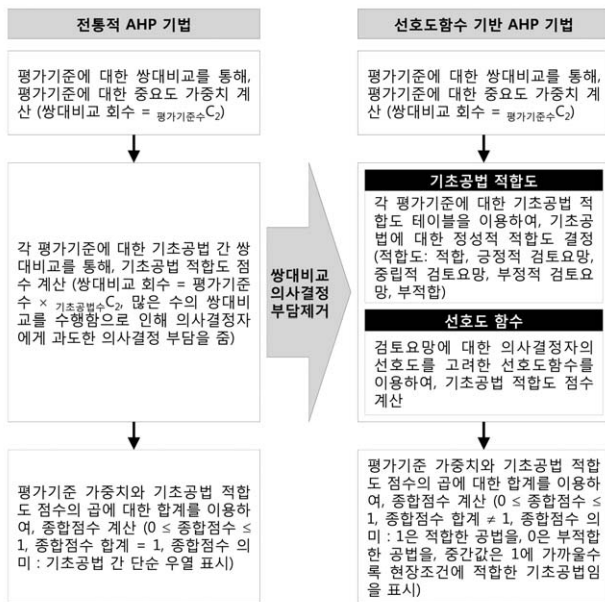 전통적 AHP 기법
평가기준에 대한 쌍대비교를 통해,
평가기준에 대한 중요도 가중치 계
산 (쌍대비교 회수 = 평가기준수C₂)
각 평가기준에 대한 기초공법 간 쌍
대비교를 통해, 기초공법 적합도 점
수 계산 (쌍대비교 회수 = 평가기준
수 × 기초공법수C₂, 많은 수의 쌍대비
교를 수행함으로 인해 의사결정자
에게 과도한 의사결정 부담을 줌)
평가기준 가중치와 기초공법 적합
도 점수의 곱에 대한 합계를 이용하
여, 종합점수 계산 (0 ≤ 종합점수 ≤
1, 종합점수 합계 = 1, 종합점수 의
미 : 기초공법 간 단순 우열 표시)
쌍대비교
의사결정
부담제거
선호도함수 기반 AHP 기법
평가기준에 대한 쌍대비교를 통해,
평가기준에 대한 중요도 가중치 계
산 (쌍대비교 회수 = 평가기준수C₂)
기초공법 적합도
각 평가기준에 대한 기초공법 적
합도 테이블을 이용하여, 기초공
법에 대한 정성적 적합도 결정
(적합도: 적합, 긍정적 검토요망,
중립적 검토요망, 부정적 검토요
망, 부적합)
선호도 함수
검토요망에 대한 의사결정자의
선호도를 고려한 선호도함수를
이용하여, 기초공법 적합도 점수
계산
평가기준 가중치와 기초공법 적합
도 점수의 곱에 대한 합계를 이용하
여, 종합점수 계산 (0 ≤ 종합점수 ≤
1, 종합점수 합계 ≠ 1, 종합점수 의
미 : 1은 적합한 공법을, 0은 부적합
한 공법을, 중간값은 1에 가까울수
록 현장조건에 적합한 기초공법임
을 표시)